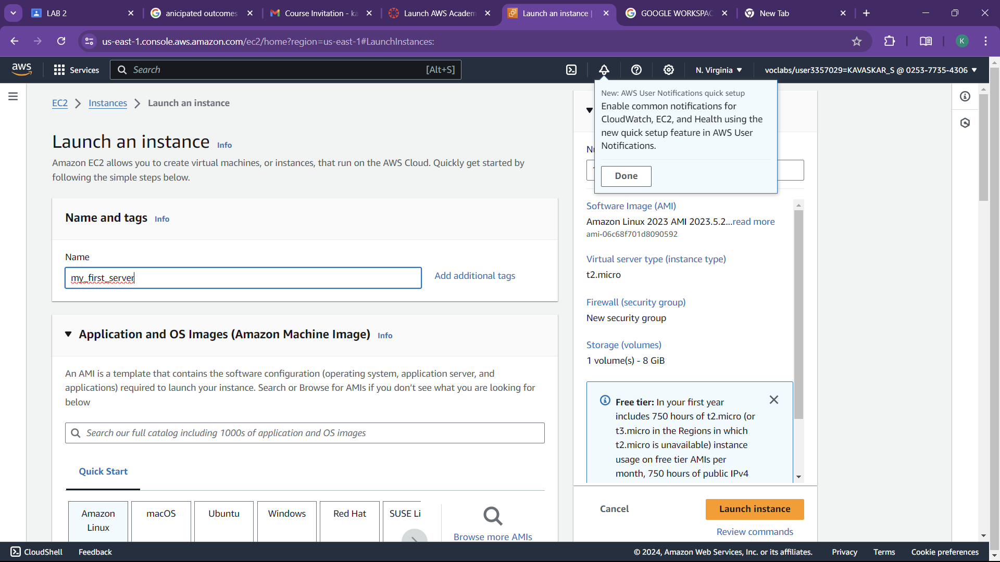 LAB 2
anicipated outcomes
Course Invitation - ka
Launch AWS Academ
Launch an instance |
GOOGLE WORKSPAC
New Tab
us-east-1.console.aws.amazon.com/ec2/home?region=us-east-1#LaunchInstances:
K
aws
Services
Search
[Alt+S]
N. Virginia
voclabs/user3357029=KAVASKAR_S @ 0253-7735-4306
New: AWS User Notifications quick setup
Enable common notifications for
CloudWatch, EC2, and Health using the
new quick setup feature in AWS User
Notifications.
Done
EC2
Instances
Launch an instance
Launch an instance Info
Amazon EC2 allows you to create virtual machines, or instances, that run on the AWS Cloud. Quickly get started by
following the simple steps below.
Name and tags Info
Name
my_first_server
Add additional tags
Application and OS Images (Amazon Machine Image) Info
An AMI is a template that contains the software configuration (operating system, application server, and
applications) required to launch your instance. Search or Browse for AMIs if you don’t see what you are looking for
below
Search our full catalog including 1000s of application and OS images
Quick Start
Amazon
Linux
macOS
Ubuntu
Windows
Red Hat
SUSE Li
Browse more AMIs
Software Image (AMI)
Amazon Linux 2023 AMI 2023.5.2...read more
ami-06c68f701d8090592
Virtual server type (instance type)
t2.micro
Firewall (security group)
New security group
Storage (volumes)
1 volume(s) - 8 GiB
Free tier: In your first year
includes 750 hours of t2.micro (or
t3.micro in the Regions in which
t2.micro is unavailable) instance
usage on free tier AMIs per
month, 750 hours of public IPv4
Cancel
Launch instance
Review commands
CloudShell
Feedback
© 2024, Amazon Web Services, Inc. or its affiliates.
Privacy
Terms
Cookie preferences